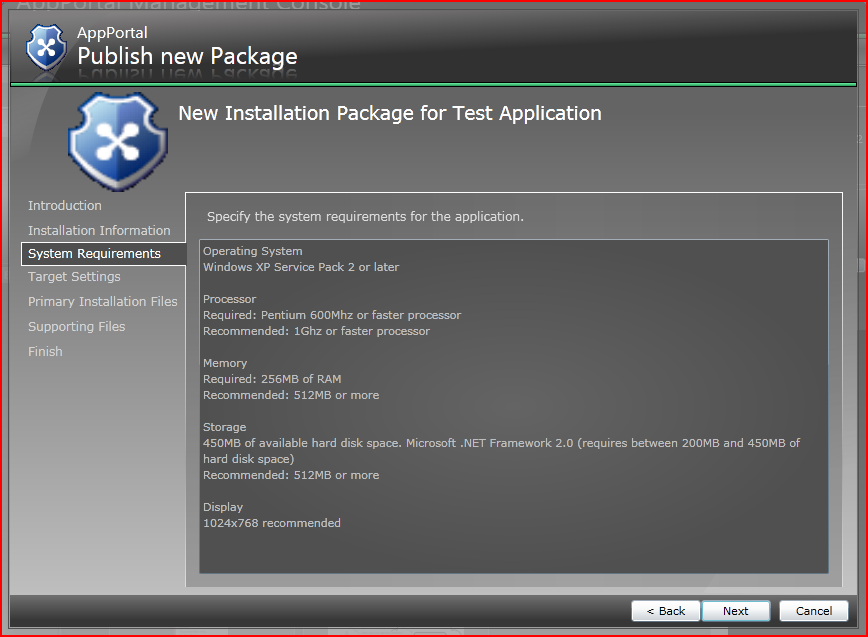 AppPortal Management Console
AppPortal
Publish new Package
New Installation Package for Test Application
Introduction
Installation Information
System Requirements
Target Settings
Primary Installation Files
Supporting Files
Finish
Specify the system requirements for the application.
Operating System
Windows XP Service Pack 2 or later
Processor
Required: Pentium 600Mhz or faster processor
Recommended: 1Ghz or faster processor
Memory
Required: 256MB of RAM
Recommended: 512MB or more
Storage
450MB of available hard disk space. Microsoft .NET Framework 2.0 (requires between 200MB and 450MB of
hard disk space)
Recommended: 512MB or more
Display
1024x768 recommended
< Back
Next
Cancel